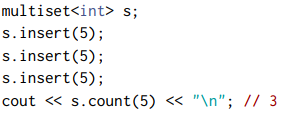 multiset<int> s;
s.insert(5);
s.insert(5);
s.insert(5);
cout << s.count(5) << "\n"; // 3